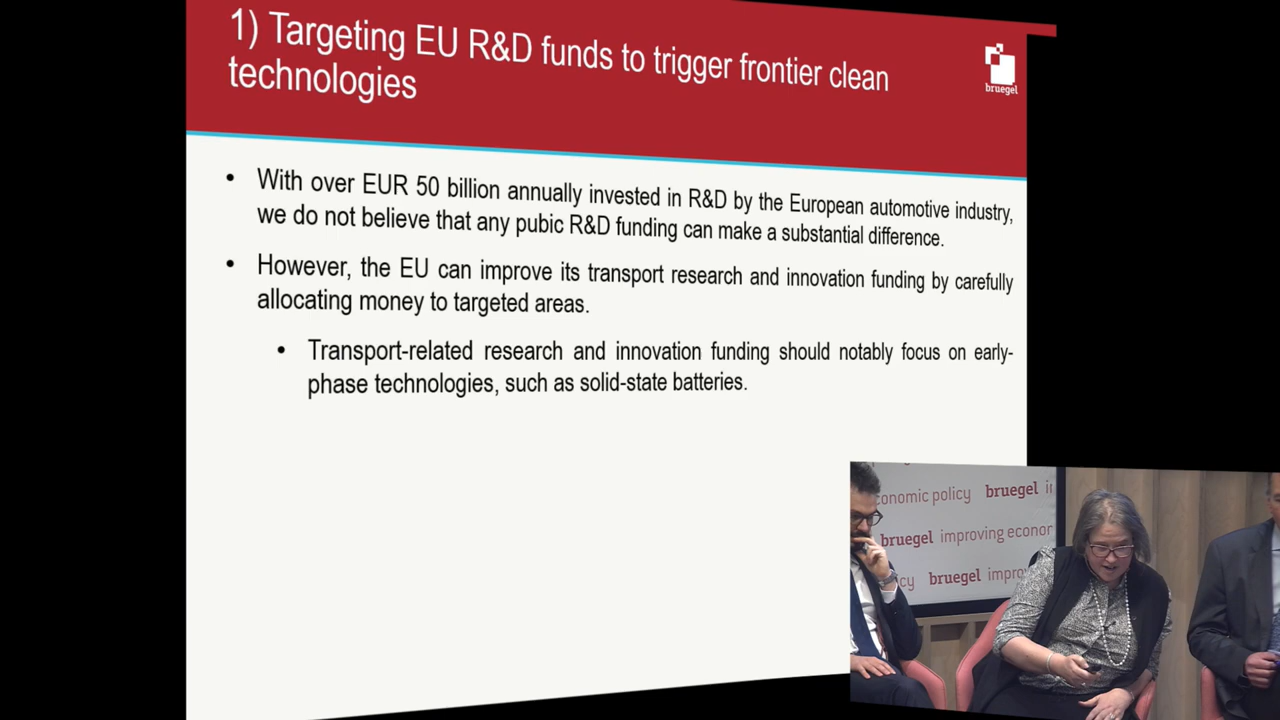 1) Targeting EU R&D funds to trigger frontier clean
technologies
bruegel
• With over EUR 50 billion annually invested in R&D by the European automotive industry,
we do not believe that any pubic R&D funding can make a substantial difference.
• However, the EU can improve its transport research and innovation funding by carefully
allocating money to targeted areas.
• Transport-related research and innovation funding should notably focus on early-
phase technologies, such as solid-state batteries.
conomic policy bruegel i
bruegel improving econor
cy bruegel impro